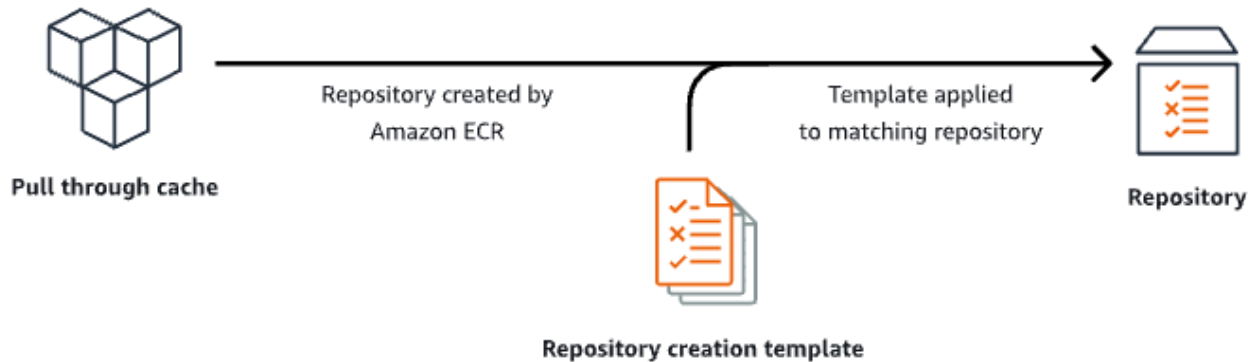 Repository created by
Amazon ECR
Template applied
to matching repository
Pull through cache
Repository
Repository creation template